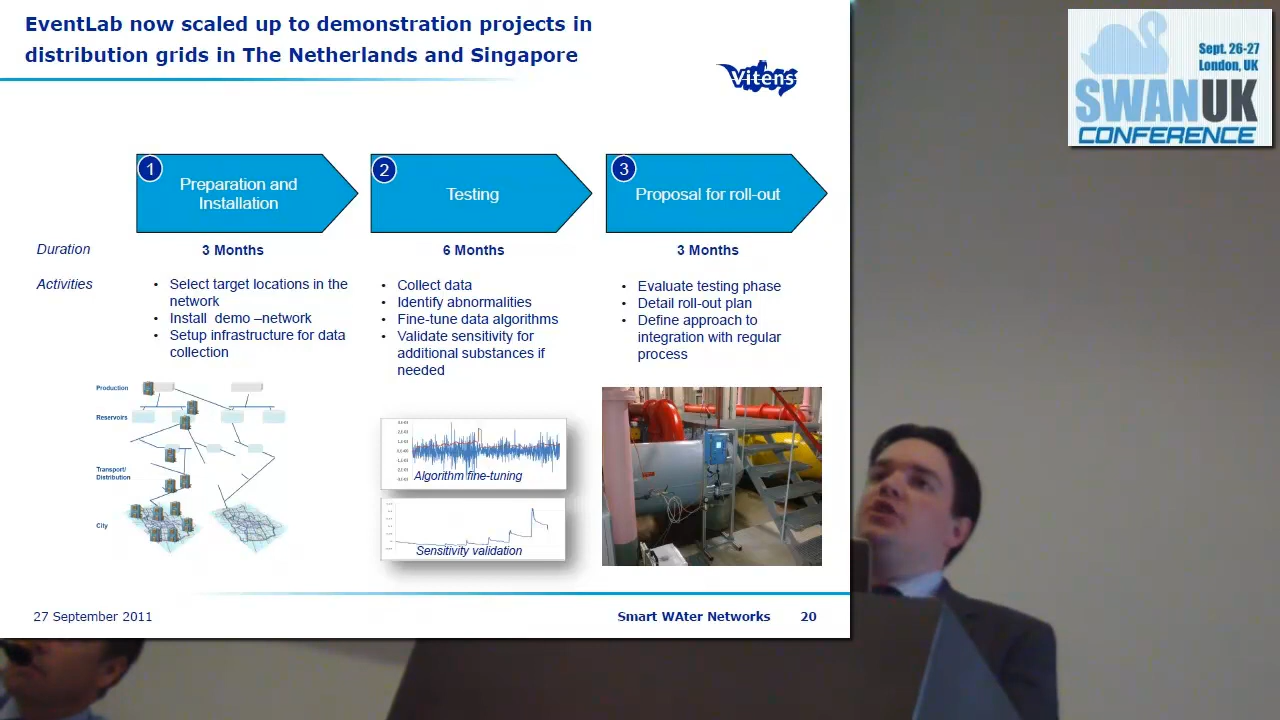 EventLab now scaled up to demonstration projects in
distribution grids in The Netherlands and Singapore
Vitens
Sept. 26-27
London, UK
SWANUK
CONFERENCE
1
Preparation and
Installation
2
Testing
3
Proposal for roll-out
Duration
3 Months
6 Months
3 Months
Activities
• Select target locations in the
network
• Install demo –network
• Setup infrastructure for data
collection
• Collect data
• Identify abnormalities
• Fine-tune data algorithms
• Validate sensitivity for
additional substances if
needed
• Evaluate testing phase
• Detail roll-out plan
• Define approach to
integration with regular
process
Production
Reservoirs
Transport/
Distribution
City
Algorithm fine-tuning
Sensitivity validation
27 September 2011
Smart WAter Networks
20